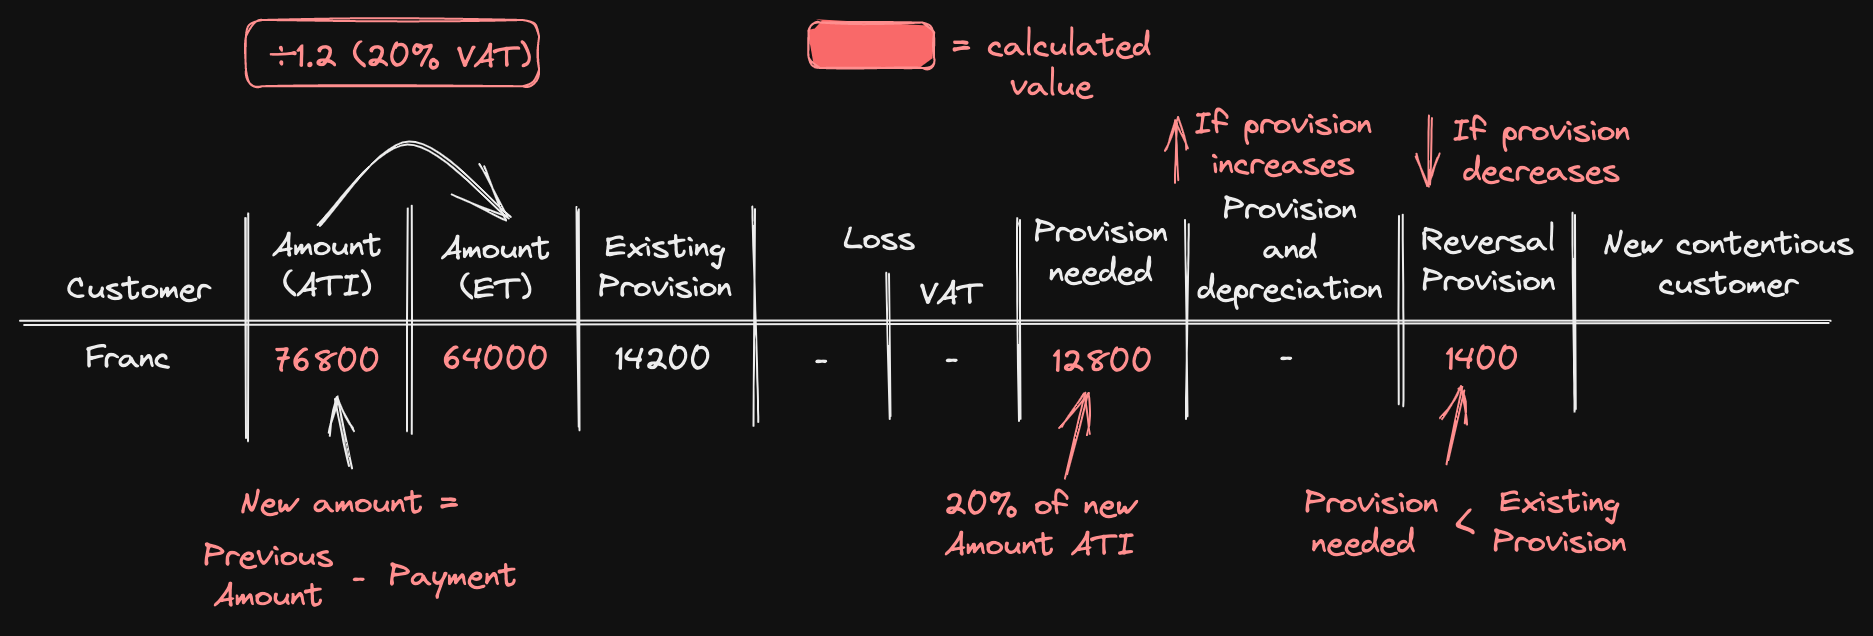 ÷1.2 (20% VAT)
= calculated
value
If provision
increases
If provision
decreases
Customer
Amount
(ATI)
Amount
(ET)
Existing
Provision
Loss
VAT
Provision
needed
Provision
and
depreciation
Reversal
Provision
New contentious
customer
Franc 76800 64000 14200 - - 12800 - 1400
New amount =
Previous
Amount
- Payment
20% of new
Amount ATI
Provision
needed
<
Existing
Provision